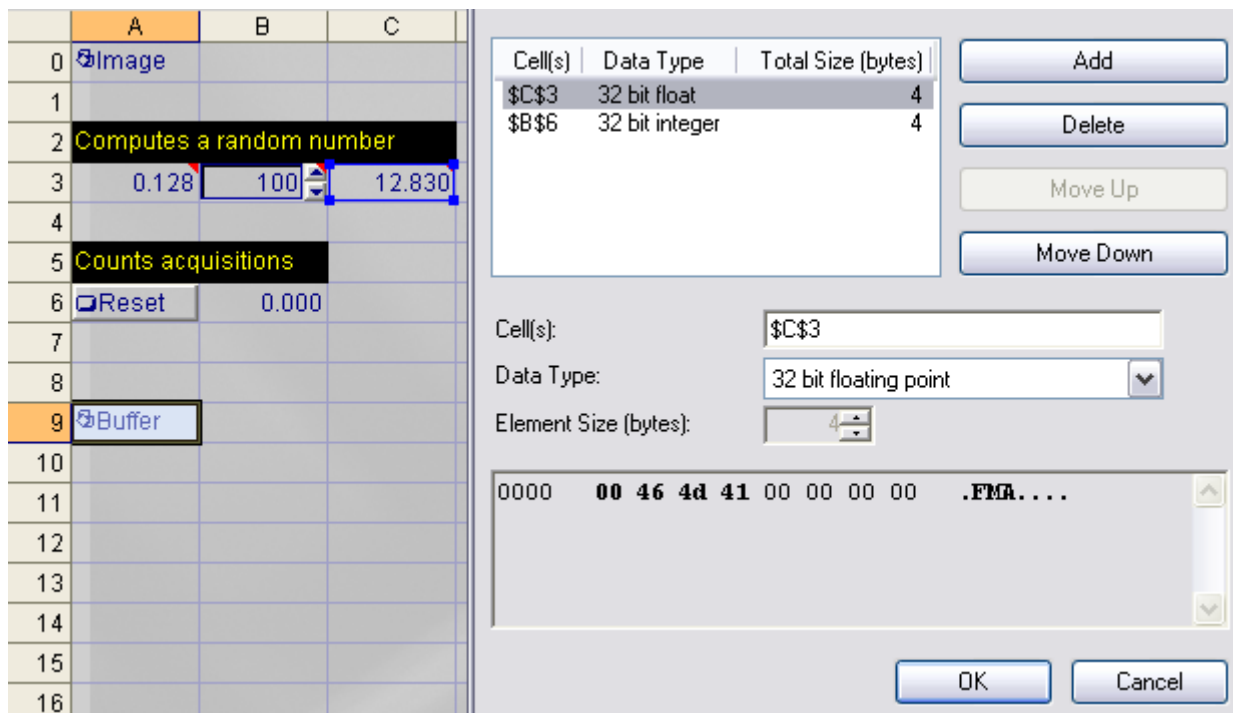 A B C
0 Image
1
2 Computes a random number
3 0.128 100 12.830
4
5 Counts acquisitions
6 Reset 0.000
7
8
9 Buffer
10
11
12
13
14
15
16
Cell(s) Data Type Total Size (bytes)
$C$3 32 bit float 4
$B$6 32 bit integer 4
Add
Delete
Move Up
Move Down
Cell(s): $C$3
Data Type: 32 bit floating point
Element Size (bytes): 4
0000 00 46 4d 41 00 00 00 00 .FMA....
OK Cancel